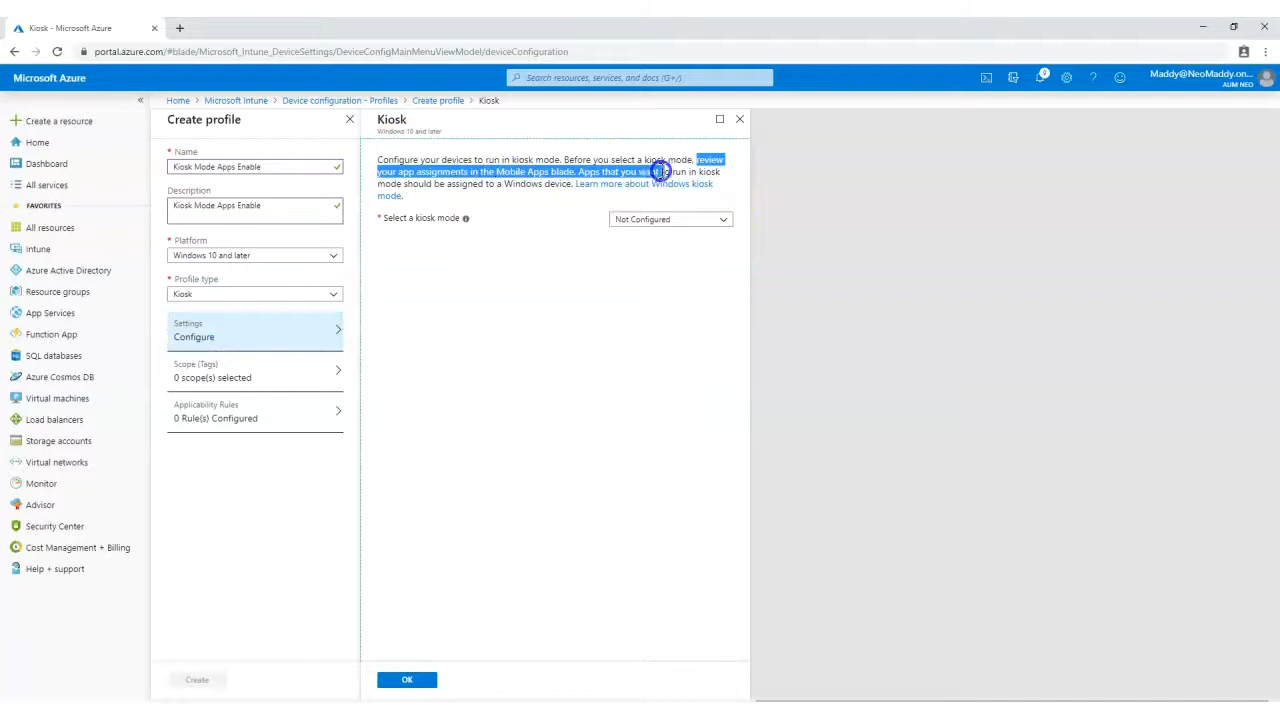 Kiosk - Microsoft Azure
portal.azure.com/#blade/Microsoft_Intune_DeviceSettings/DeviceConfigMainMenuViewModel/deviceConfiguration
Microsoft Azure
Search resources, services, and docs (G+/)
Maddy@NeoMaddy.on...
AUM NEO
Home > Microsoft Intune > Device configuration - Profiles > Create profile > Kiosk
Create a resource
Home
Dashboard
All services
FAVORITES
All resources
Intune
Azure Active Directory
Resource groups
App Services
Function App
SQL databases
Azure Cosmos DB
Virtual machines
Load balancers
Storage accounts
Virtual networks
Monitor
Advisor
Security Center
Cost Management + Billing
Help + support
Create profile
* Name
Kiosk Mode Apps Enable
Description
Kiosk Mode Apps Enable
* Platform
Windows 10 and later
* Profile type
Kiosk
Settings
Configure
Scope (Tags)
0 scope(s) selected
Applicability Rules
0 Rule(s) Configured
Create
Kiosk
Windows 10 and later
Configure your devices to run in kiosk mode. Before you select a kiosk mode, review
your app assignments in the Mobile Apps blade. Apps that you want to run in kiosk
mode should be assigned to a Windows device. Learn more about Windows kiosk
mode.
* Select a kiosk mode
Not Configured
OK